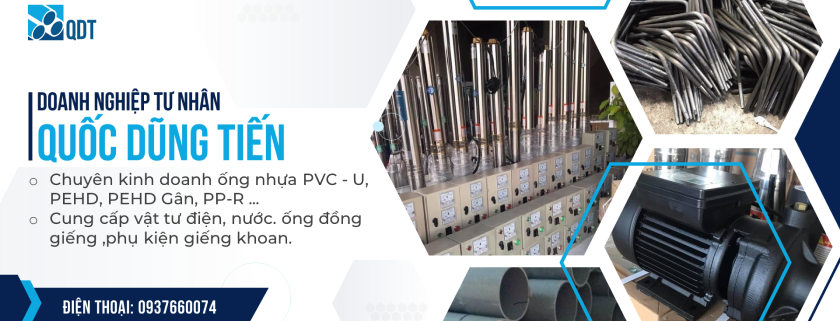 QDT
DOANH NGHIỆP TƯ NHÂN
QUỐC DŨNG TIẾN
○ Chuyên kinh doanh ống nhựa PVC - U,
PEHD, PEHD Gân, PP-R ...
○ Cung cấp vật tư điện, nước. ống đồng
giếng ,phụ kiện giếng khoan.
ĐIỆN THOẠI: 0937660074